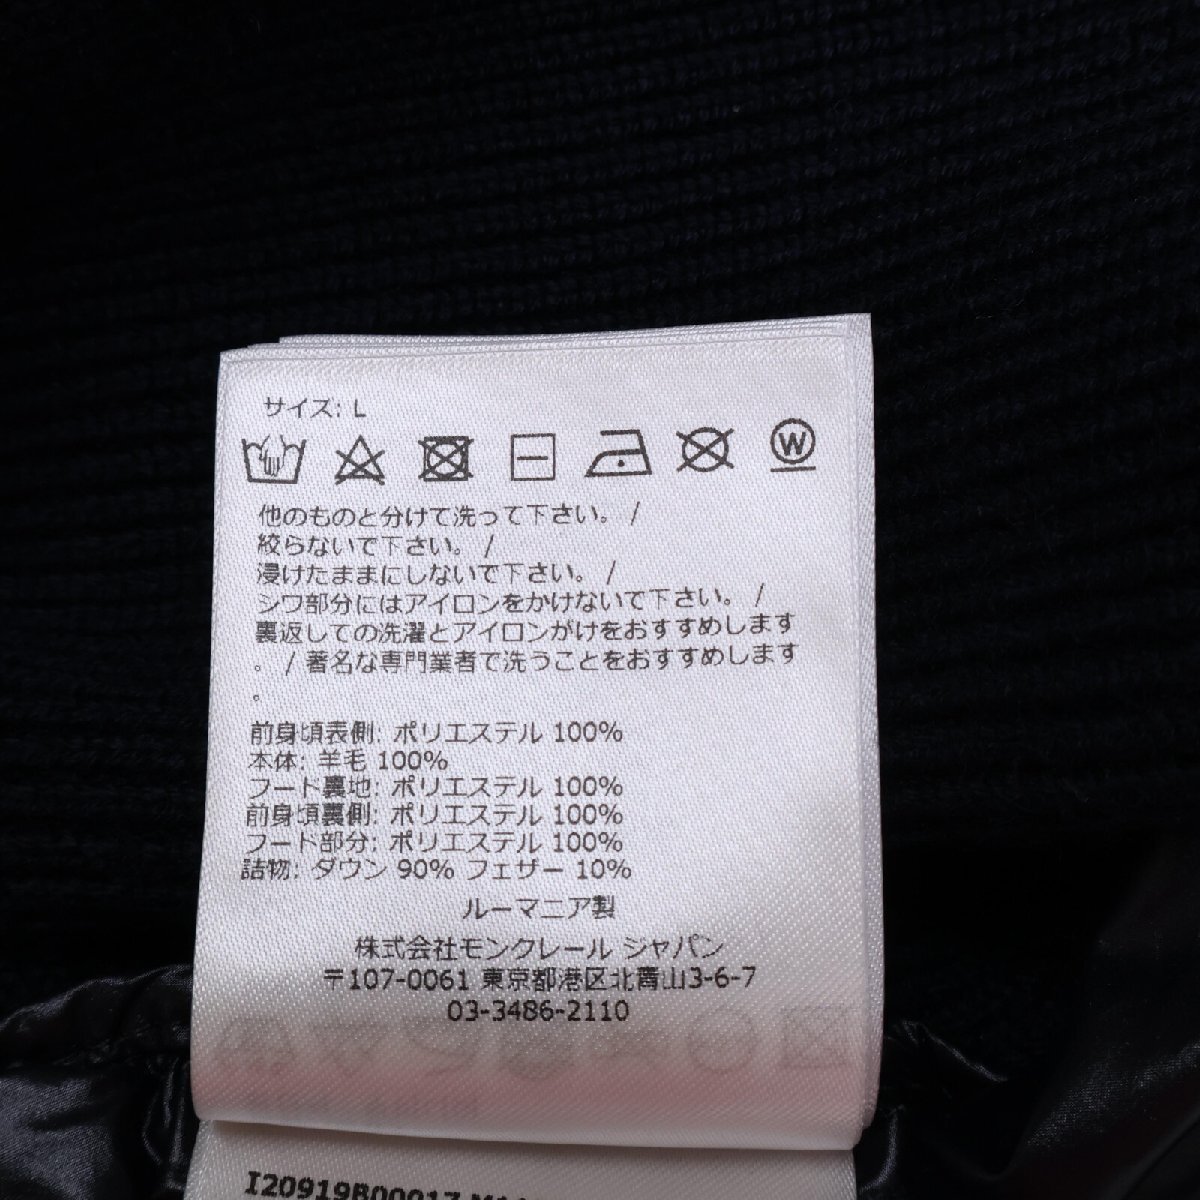 サイズ: L
W
他のものと分けて洗って下さい。 /
絞らないで下さい。 /
浸けたままにしないで下さい。 /
シワ部分にはアイロンをかけないで下さい。 /
裏返しての洗濯とアイロンがけをおすすめします
。 / 著名な専門業者で洗うことをおすすめします
。
前身頃表側: ポリエステル 100%
本体: 羊毛 100%
フード裏地: ポリエステル 100%
前身頃裏側: ポリエステル 100%
フード部分: ポリエステル 100%
詰物: ダウン 90% フェザー 10%
ルーマニア製
株式会社モンクレール ジャパン
〒107-0061 東京都港区北青山3-6-7
03-3486-2110
I20919B00017